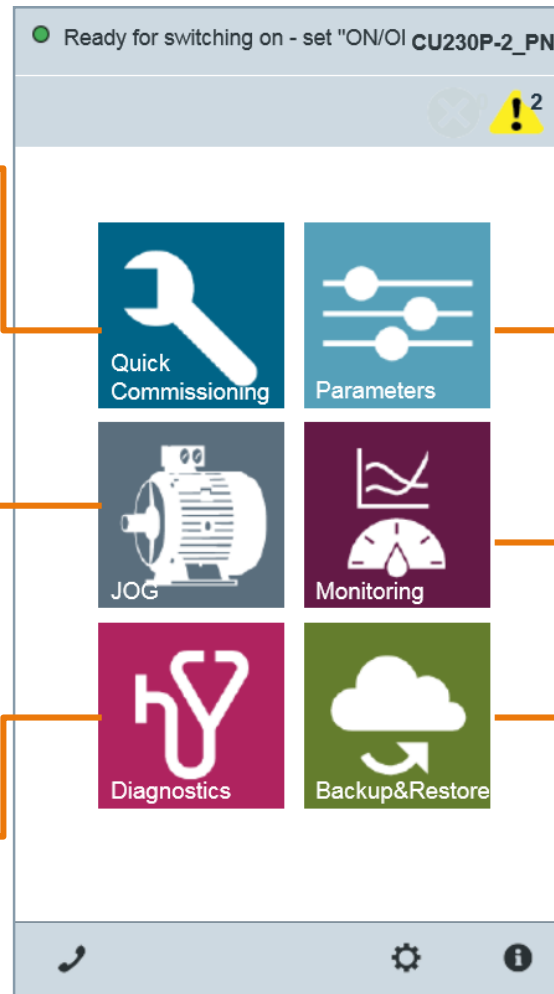 Ready for switching on - set "ON/OI CU230P-2_PN
2
Quick
Commissioning
Parameters
JOG
Monitoring
Diagnostics
Backup&Restore